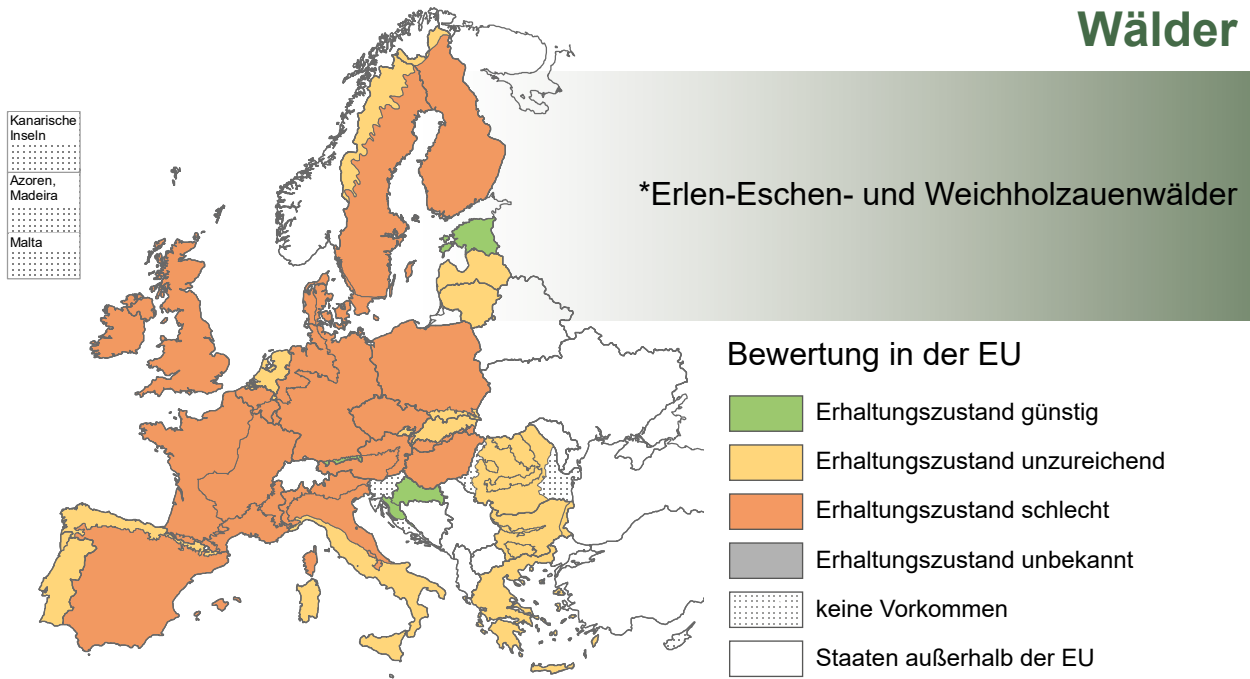 Wälder
Kanarische
Inseln
Azoren,
Madeira
Malta
*Erlen-Eschen- und Weichholzauenwälder
Bewertung in der EU
Erhaltungszustand günstig
Erhaltungszustand unzureichend
Erhaltungszustand schlecht
Erhaltungszustand unbekannt
keine Vorkommen
Staaten außerhalb der EU